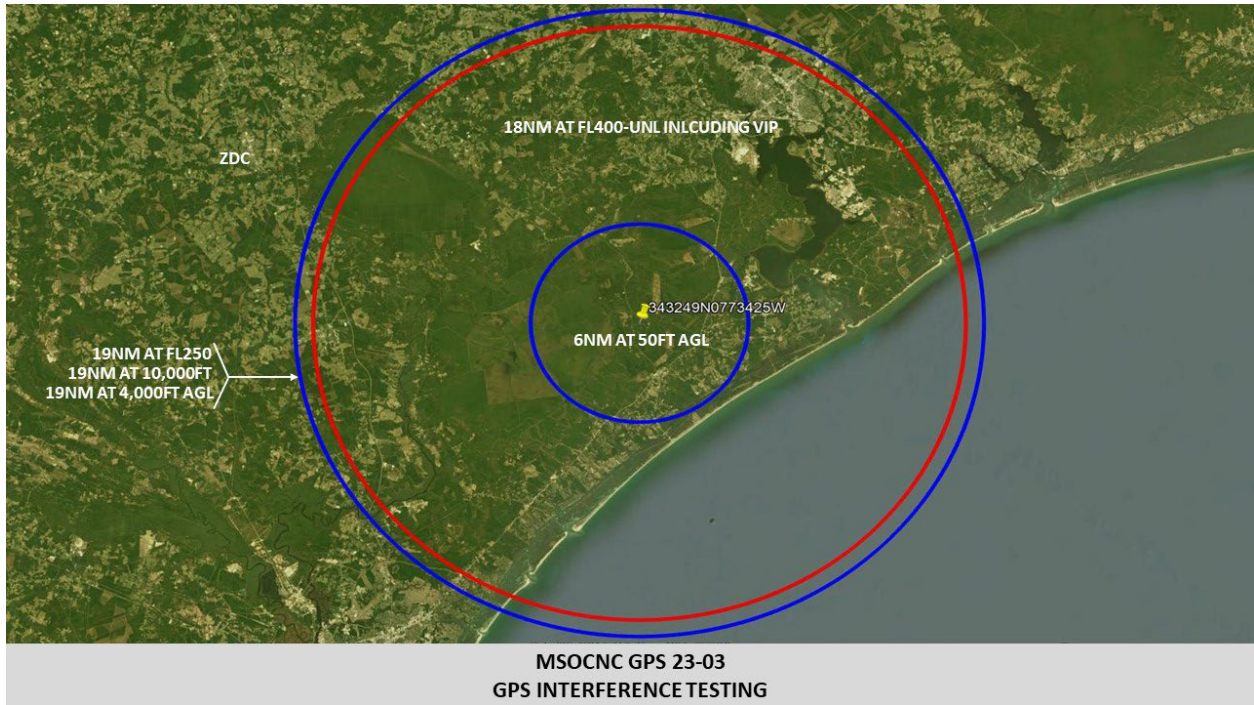 18NM AT FL400-UNL INLCUDING VIP
ZDC
343249N0773425W
6NM AT 50FT AGL
19NM AT FL250
19NM AT 10,000FT
19NM AT 4,000FT AGL
MSOCNC GPS 23-03
GPS INTERFERENCE TESTING